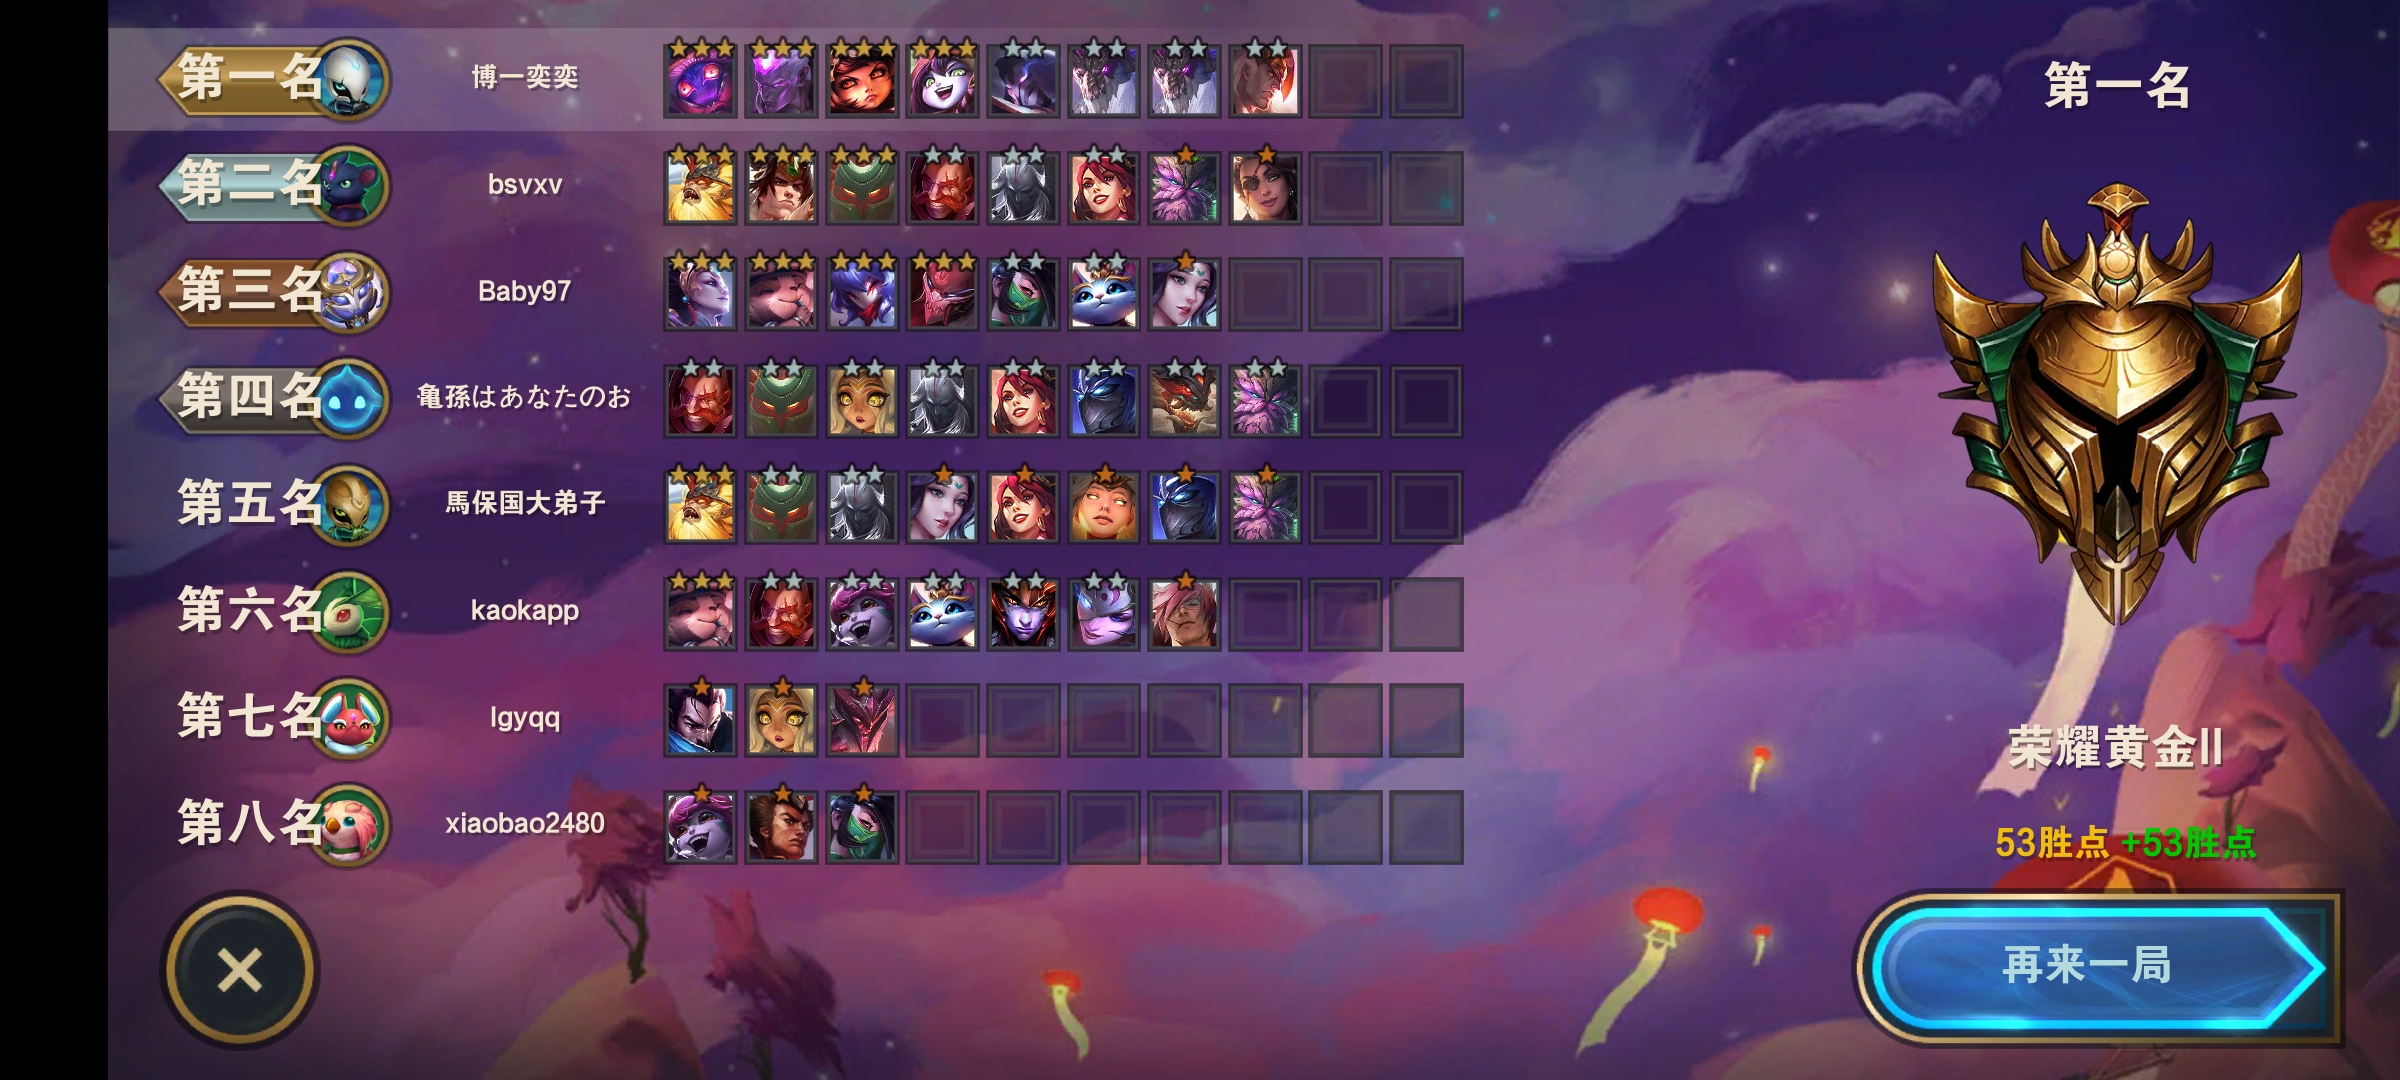 第一名
博一奕奕
第二名
bsvxv
第三名
Baby97
第四名
亀孫はあなたのお
第五名
馬保国大弟子
第六名
kaokapp
第七名
lgyqq
第八名
xiaobao2480
第一名
荣耀黄金II
53胜点 +53胜点
再来一局